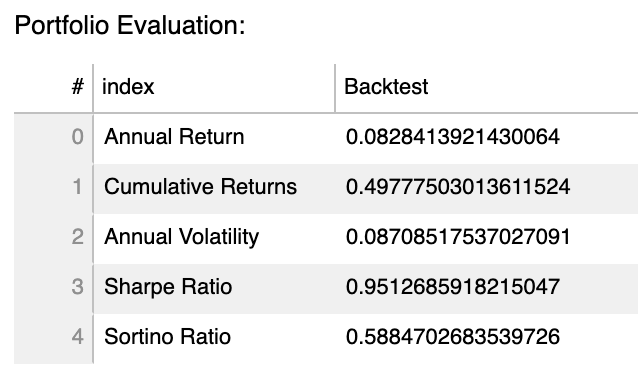 Portfolio Evaluation:
# index Backtest
0 Annual Return 0.0828413921430064
1 Cumulative Returns 0.49777503013611524
2 Annual Volatility 0.08708517537027091
3 Sharpe Ratio 0.9512685918215047
4 Sortino Ratio 0.5884702683539726